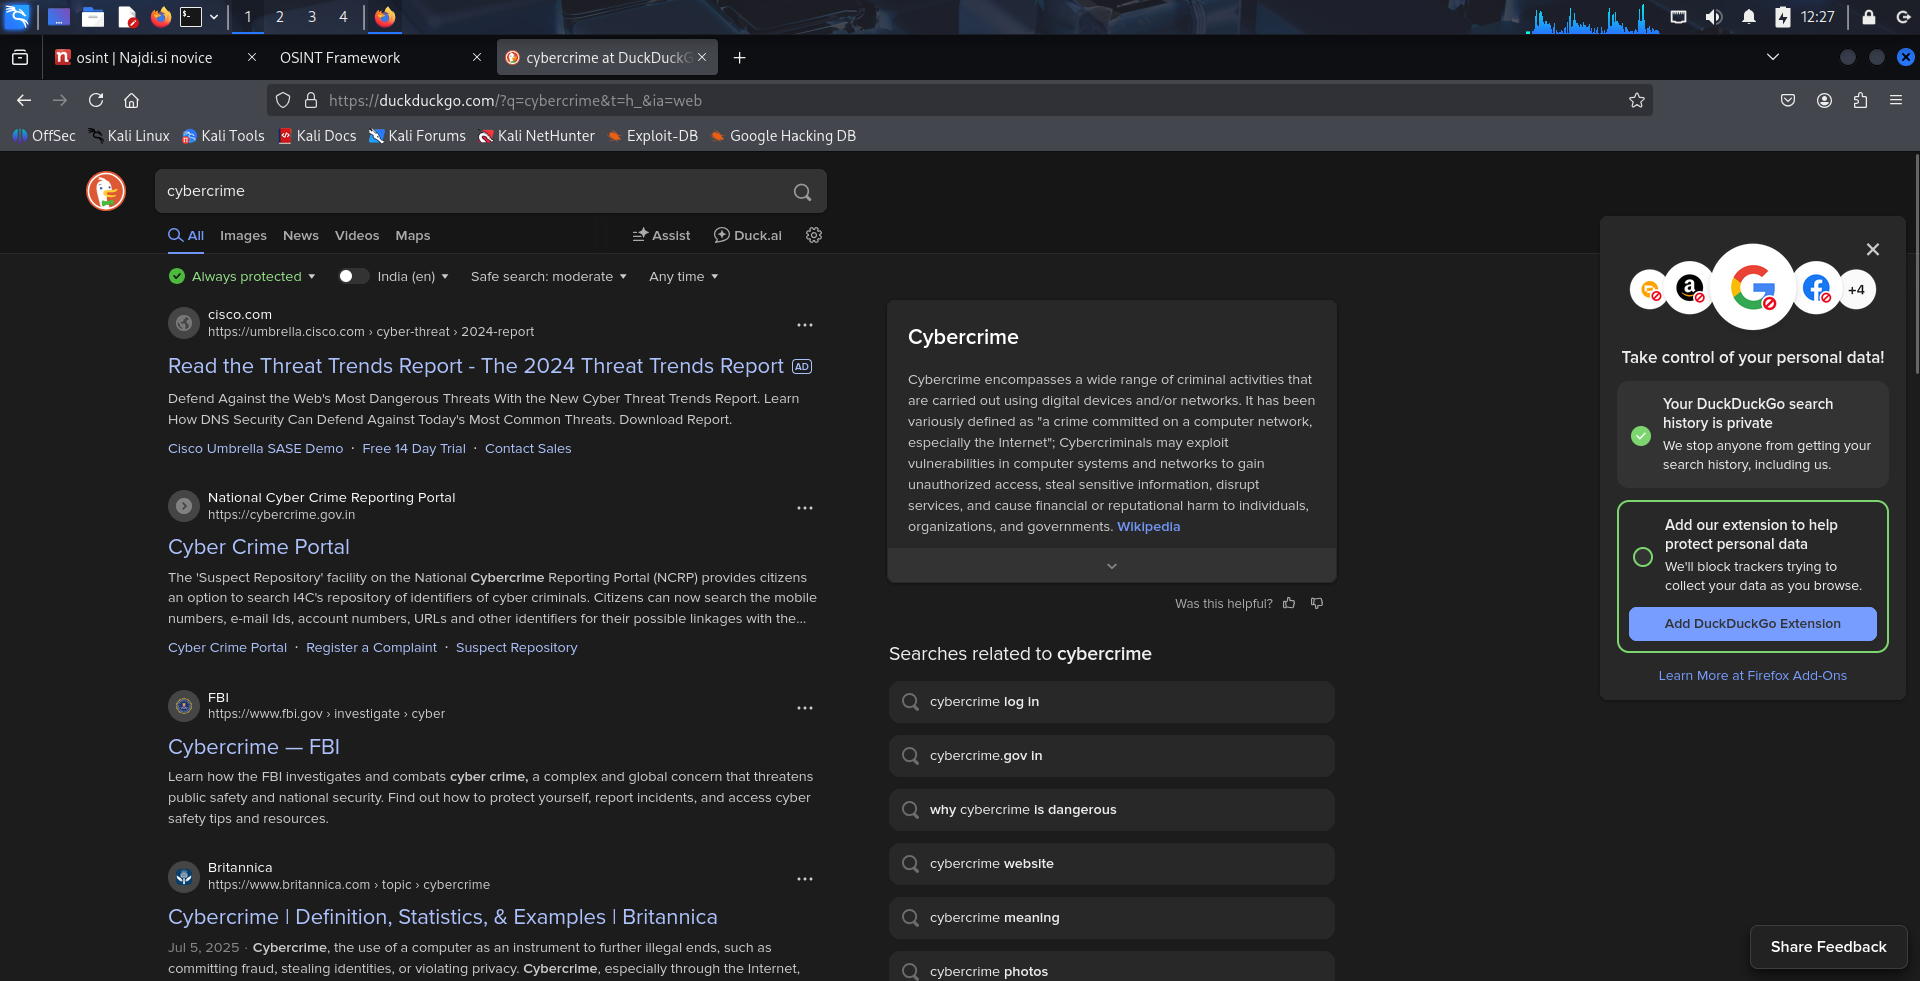 1 2 3 4
12:27
osint | Najdi.si novice
OSINT Framework
cybercrime at DuckDuckG
https://duckduckgo.com/?q=cybercrime&t=h_&ia=web
OffSec Kali Linux Kali Tools Kali Docs Kali Forums Kali NetHunter Exploit-DB Google Hacking DB
cybercrime
All Images News Videos Maps Assist Duck.ai
Always protected India (en) Safe search: moderate Any time
cisco.com
https://umbrella.cisco.com › cyber-threat › 2024-report
Read the Threat Trends Report - The 2024 Threat Trends Report AD
Defend Against the Web's Most Dangerous Threats With the New Cyber Threat Trends Report. Learn
How DNS Security Can Defend Against Today's Most Common Threats. Download Report.
Cisco Umbrella SASE Demo · Free 14 Day Trial · Contact Sales
National Cyber Crime Reporting Portal
https://cybercrime.gov.in
Cyber Crime Portal
The 'Suspect Repository' facility on the National Cybercrime Reporting Portal (NCRP) provides citizens
an option to search I4C's repository of identifiers of cyber criminals. Citizens can now search the mobile
numbers, e-mail Ids, account numbers, URLs and other identifiers for their possible linkages with the...
Cyber Crime Portal · Register a Complaint · Suspect Repository
FBI
https://www.fbi.gov › investigate › cyber
Cybercrime — FBI
Learn how the FBI investigates and combats cyber crime, a complex and global concern that threatens
public safety and national security. Find out how to protect yourself, report incidents, and access cyber
safety tips and resources.
Britannica
https://www.britannica.com › topic › cybercrime
Cybercrime | Definition, Statistics, & Examples | Britannica
Jul 5, 2025 · Cybercrime, the use of a computer as an instrument to further illegal ends, such as
committing fraud, stealing identities, or violating privacy. Cybercrime, especially through the Internet,
Cybercrime
Cybercrime encompasses a wide range of criminal activities that
are carried out using digital devices and/or networks. It has been
variously defined as "a crime committed on a computer network,
especially the Internet"; Cybercriminals may exploit
vulnerabilities in computer systems and networks to gain
unauthorized access, steal sensitive information, disrupt
services, and cause financial or reputational harm to individuals,
organizations, and governments. Wikipedia
Was this helpful?
Searches related to cybercrime
cybercrime log in
cybercrime.gov in
why cybercrime is dangerous
cybercrime website
cybercrime meaning
cybercrime photos
+4
Take control of your personal data!
Your DuckDuckGo search
history is private
We stop anyone from getting your
search history, including us.
Add our extension to help
protect personal data
We'll block trackers trying to
collect your data as you browse.
Add DuckDuckGo Extension
Learn More at Firefox Add-Ons
Share Feedback